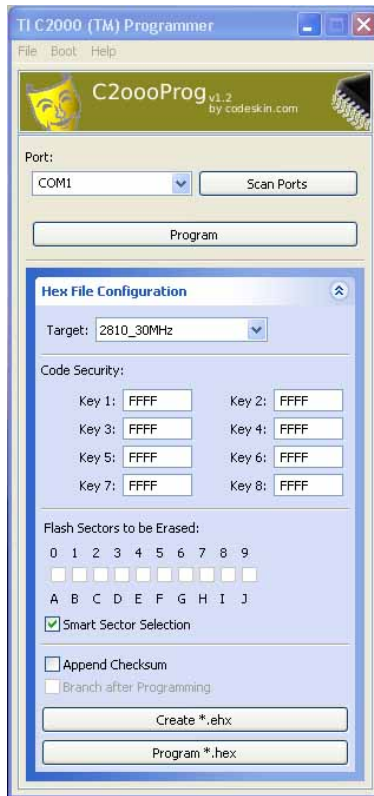 TI C2000 (TM) Programmer
File Boot Help
C2oooProg v1.2
by codeskin.com
Port:
COM1 Scan Ports
Program
Hex File Configuration
Target: 2810_30MHz
Code Security:
Key 1: FFFF Key 2: FFFF
Key 3: FFFF Key 4: FFFF
Key 5: FFFF Key 6: FFFF
Key 7: FFFF Key 8: FFFF
Flash Sectors to be Erased:
0 1 2 3 4 5 6 7 8 9
A B C D E F G H I J
Smart Sector Selection
Append Checksum
Branch after Programming
Create *.ehx
Program *.hex